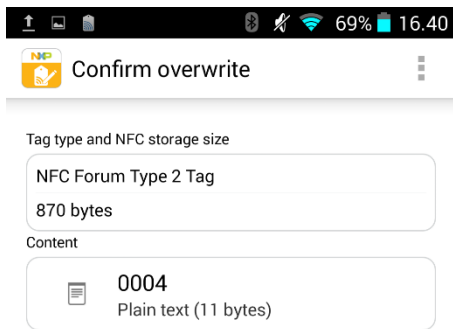 69% 16.40
NXP
Confirm overwrite
Tag type and NFC storage size
NFC Forum Type 2 Tag
870 bytes
Content
0004
Plain text (11 bytes)